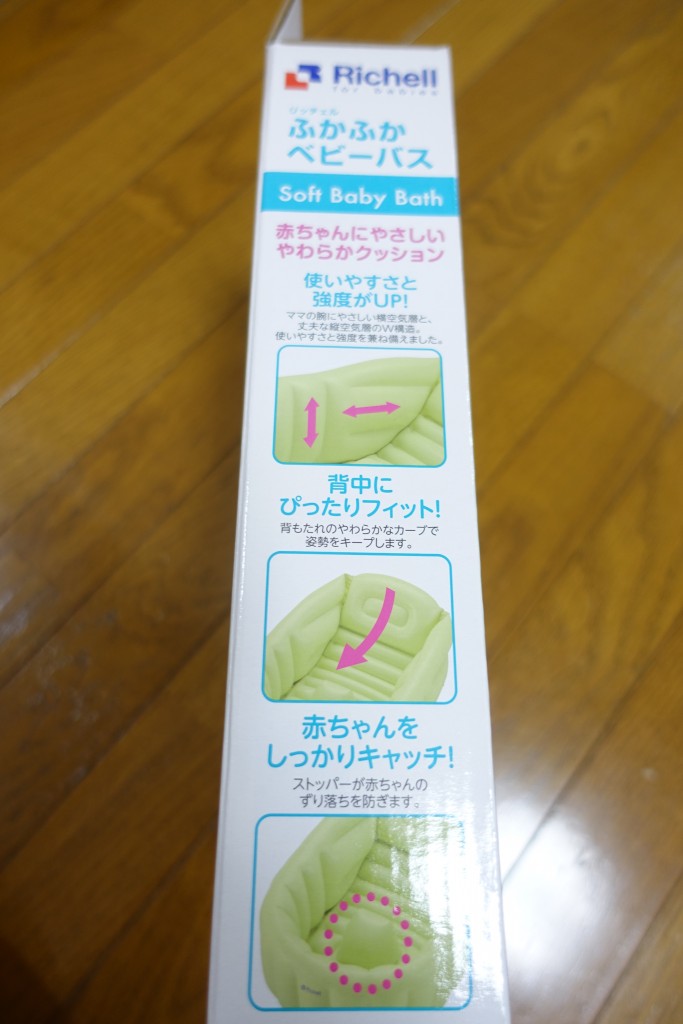 Richell
for babies
リッチェル
ふかふか
ベビーバス
Soft Baby Bath
赤ちゃんにやさしい
やわらかクッション
使いやすさと
強度がUP!
ママの腕にやさしい横空気層と、
丈夫な縦空気層のW構造。
使いやすさと強度を兼ね備えました。
背中に
ぴったりフィット!
背もたれのやわらかなカーブで
姿勢をキープします。
赤ちゃんを
しっかりキャッチ!
ストッパーが赤ちゃんの
ずり落ちを防ぎます。